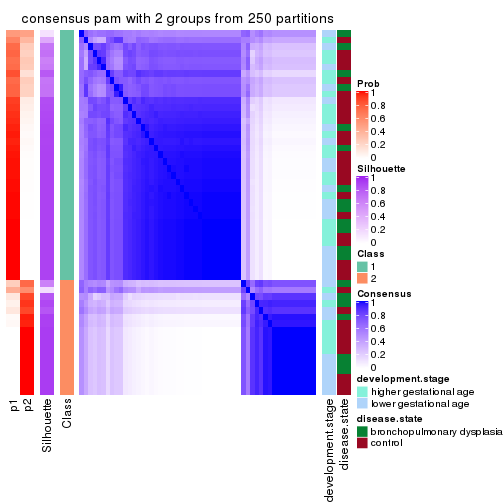 consensus pam with 2 groups from 250 partitions
Prob
1
0.8
0.6
0.4
0.2
0
Silhouette
1
0.8
0.6
0.4
0.2
0
Class
1
2
Consensus
1
0.8
0.6
0.4
0.2
0
development.stage
higher gestational age
lower gestational age
disease.state
bronchopulmonary dysplasia
control
p1
p2
Silhouette
Class
development.stage
disease.state